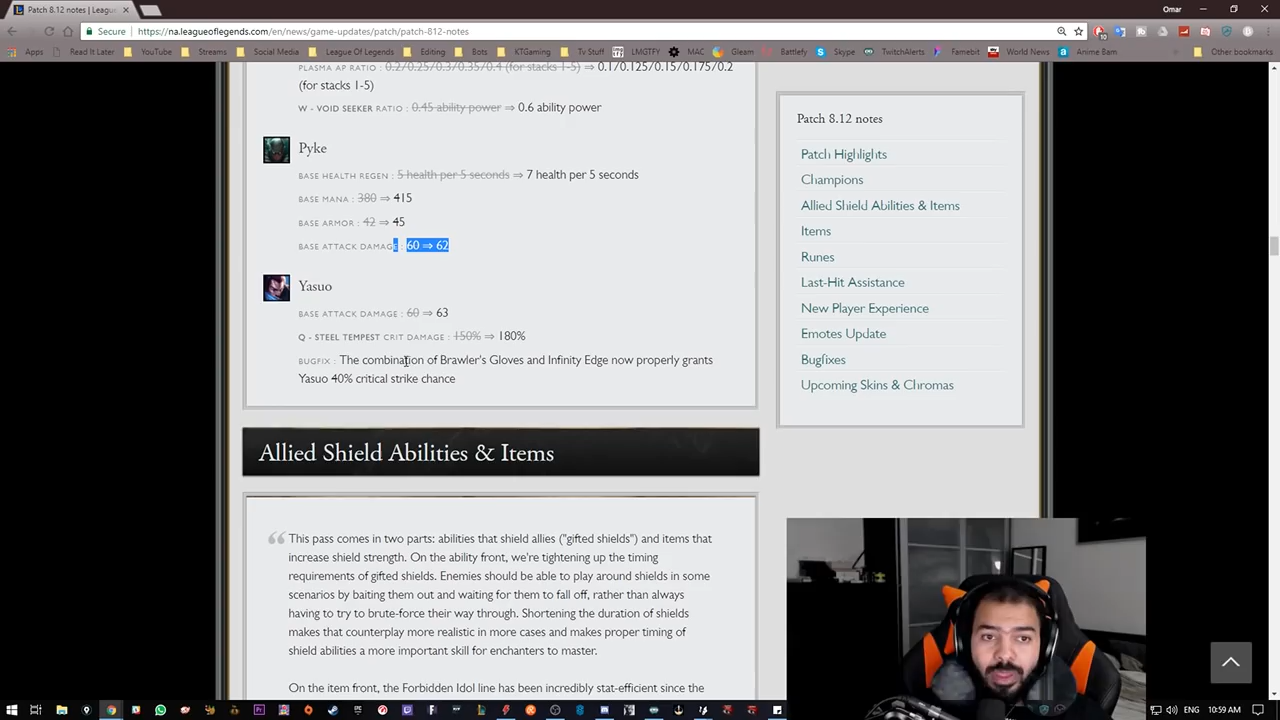 Patch 8.12 notes | Leagu
Omar
Secure | https://na.leagueoflegends.com/en/news/game-updates/patch/patch-812-notes
Apps Read It Later YouTube Streams Social Media League Of Legends Editing Bots KTGaming Tv Stuff LMGTFY MAC Gleam Battlefy Skype TwitchAlerts Famebit World News Anime Bam Other bookmarks
PLASMA AP RATIO : 0.2/0.25/0.3/0.35/0.4 (for stacks 1-5) ⇒ 0.1/0.125/0.15/0.175/0.2
(for stacks 1-5)
W - VOID SEEKER RATIO : 0.45 ability power ⇒ 0.6 ability power
Pyke
BASE HEALTH REGEN : 5 health per 5 seconds ⇒ 7 health per 5 seconds
BASE MANA : 380 ⇒ 415
BASE ARMOR : 42 ⇒ 45
BASE ATTACK DAMAGE : 60 ⇒ 62
Yasuo
BASE ATTACK DAMAGE : 60 ⇒ 63
Q - STEEL TEMPEST CRIT DAMAGE : 150% ⇒ 180%
BUGFIX : The combination of Brawler's Gloves and Infinity Edge now properly grants
Yasuo 40% critical strike chance
Allied Shield Abilities & Items
This pass comes in two parts: abilities that shield allies ("gifted shields") and items that
increase shield strength. On the ability front, we're tightening up the timing
requirements of gifted shields. Enemies should be able to play around shields in some
scenarios by baiting them out and waiting for them to fall off, rather than always
having to try to brute-force their way through. Shortening the duration of shields
makes that counterplay more realistic in more cases and makes proper timing of
shield abilities a more important skill for enchanters to master.
On the item front, the Forbidden Idol line has been incredibly stat-efficient since the
Patch 8.12 notes
Patch Highlights
Champions
Allied Shield Abilities & Items
Items
Runes
Last-Hit Assistance
New Player Experience
Emotes Update
Bugfixes
Upcoming Skins & Chromas
ENG 10:59 AM